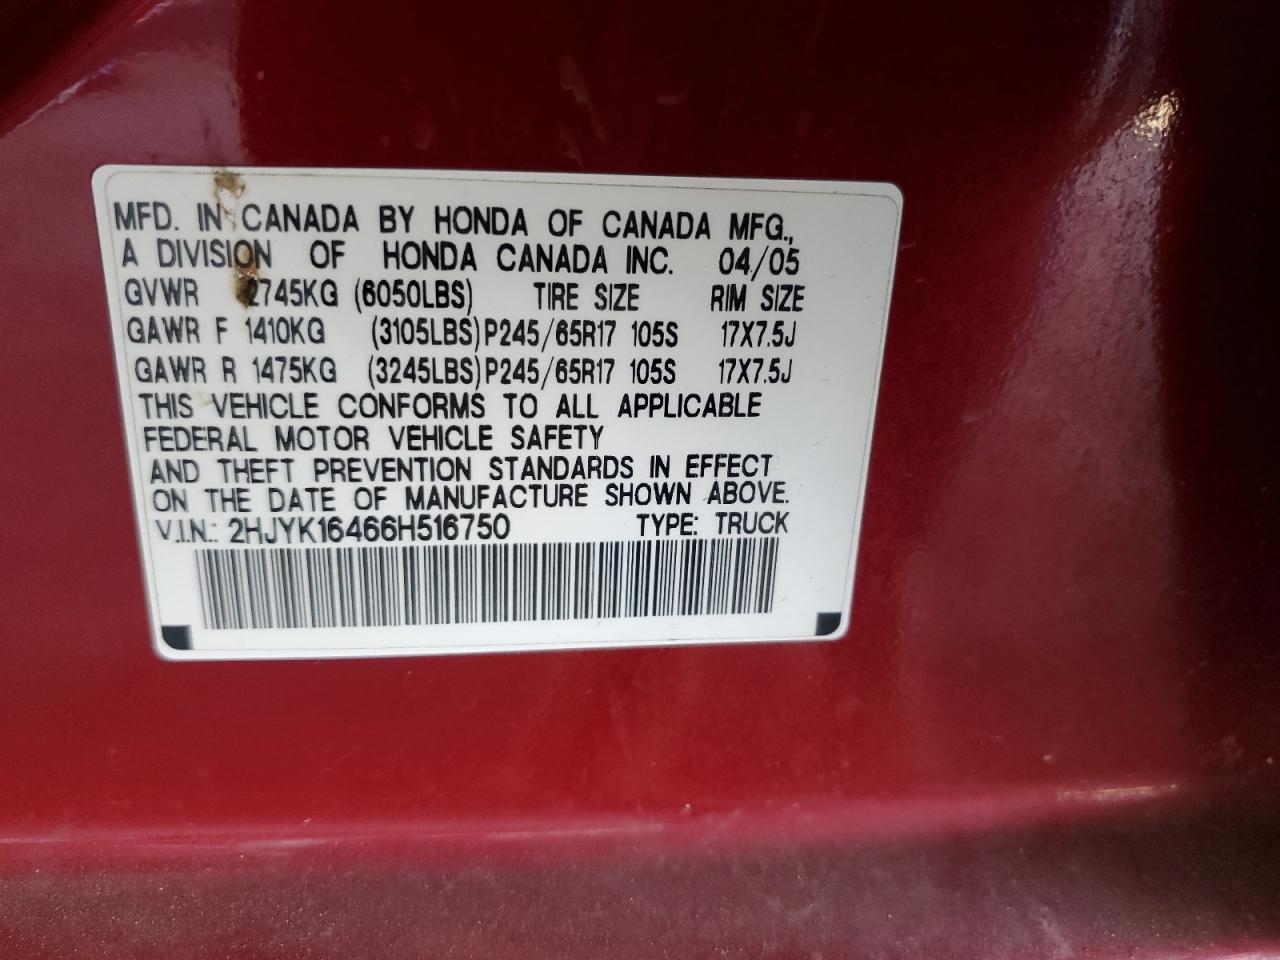 MFD. IN CANADA BY HONDA OF CANADA MFG.,
A DIVISION OF HONDA CANADA INC. 04/05
GVWR 2745KG (6050LBS) TIRE SIZE RIM SIZE
GAWR F 1410KG (3105LBS) P245/65R17 105S 17X7.5J
GAWR R 1475KG (3245LBS) P245/65R17 105S 17X7.5J
THIS VEHICLE CONFORMS TO ALL APPLICABLE
FEDERAL MOTOR VEHICLE SAFETY
AND THEFT PREVENTION STANDARDS IN EFFECT
ON THE DATE OF MANUFACTURE SHOWN ABOVE.
V.I.N.: 2HJYK16466H516750 TYPE: TRUCK